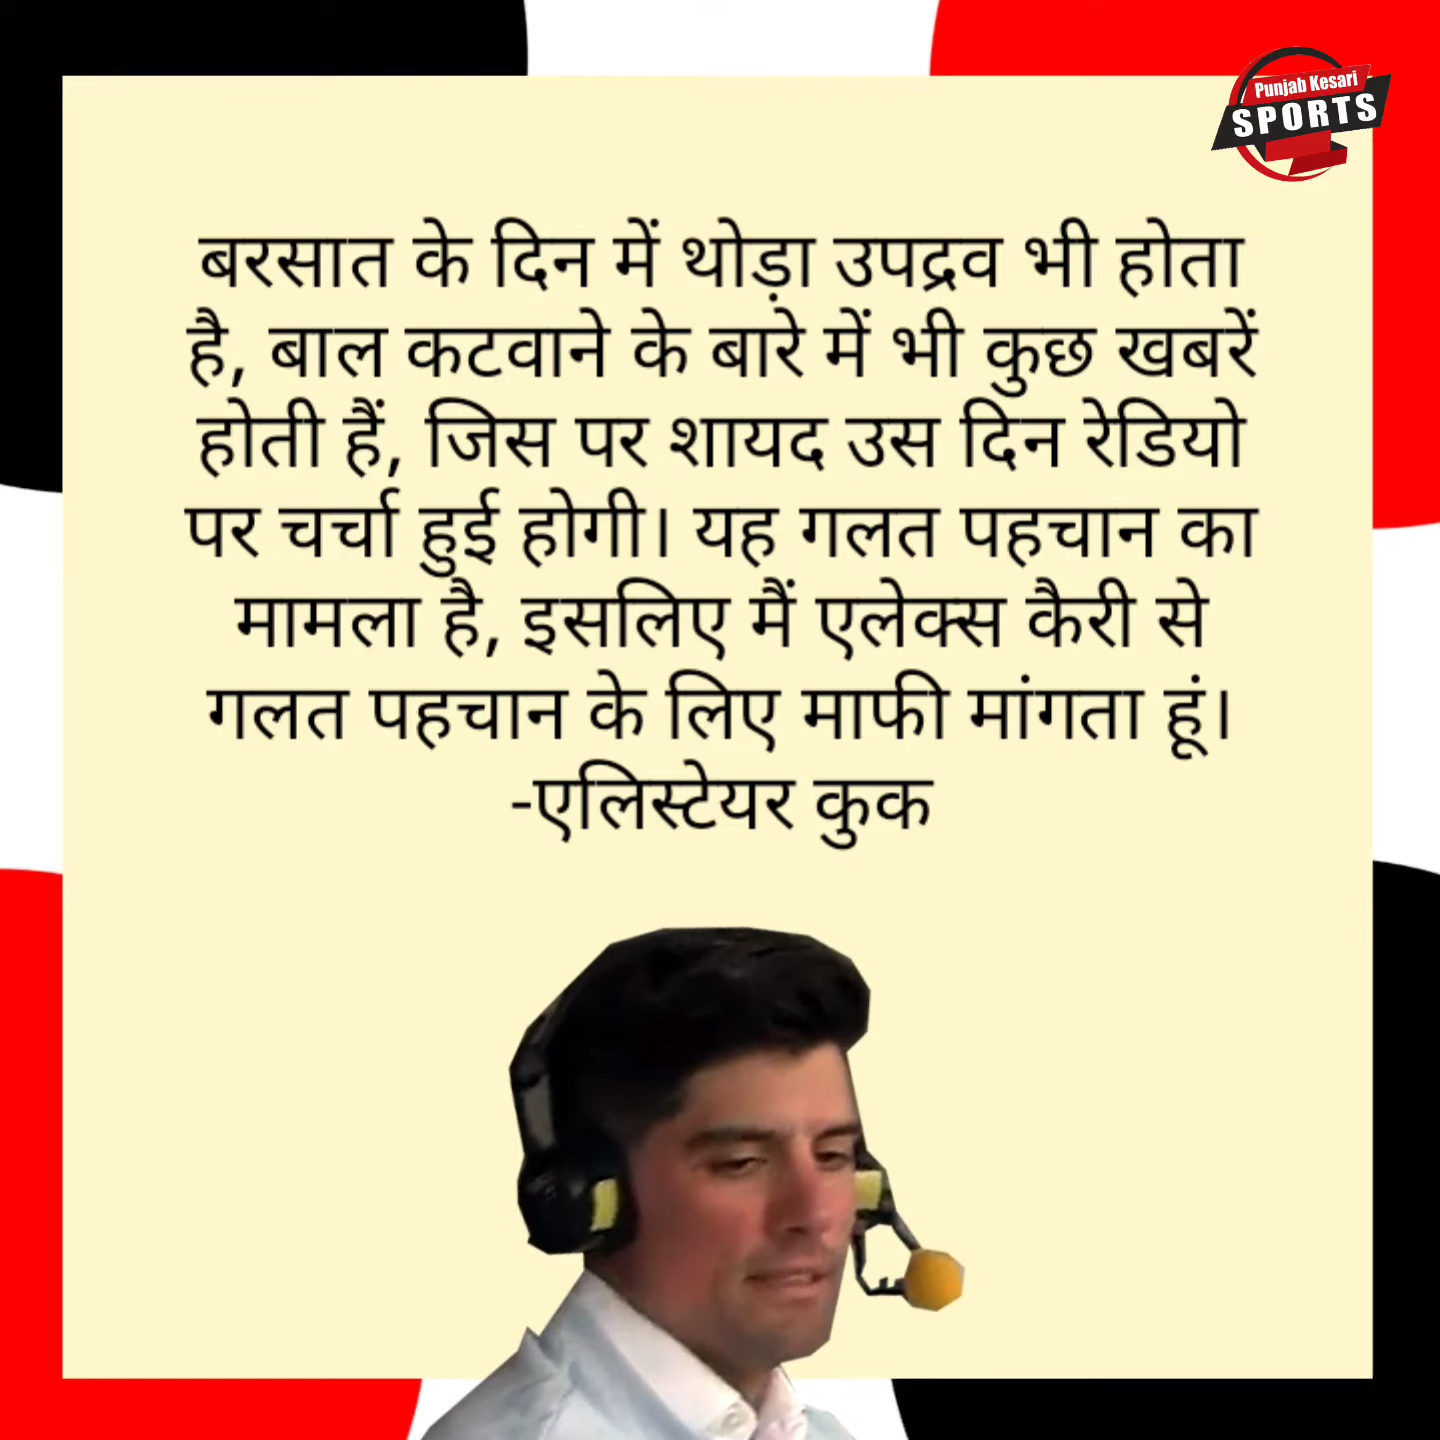 Punjab Kesari
SPORTS
बरसात के दिन में थोड़ा उपद्रव भी होता
है, बाल कटवाने के बारे में भी कुछ खबरें
होती हैं, जिस पर शायद उस दिन रेडियो
पर चर्चा हुई होगी। यह गलत पहचान का
मामला है, इसलिए मैं एलेक्स कैरी से
गलत पहचान के लिए माफी मांगता हूं।
-एलिस्टेयर कुक